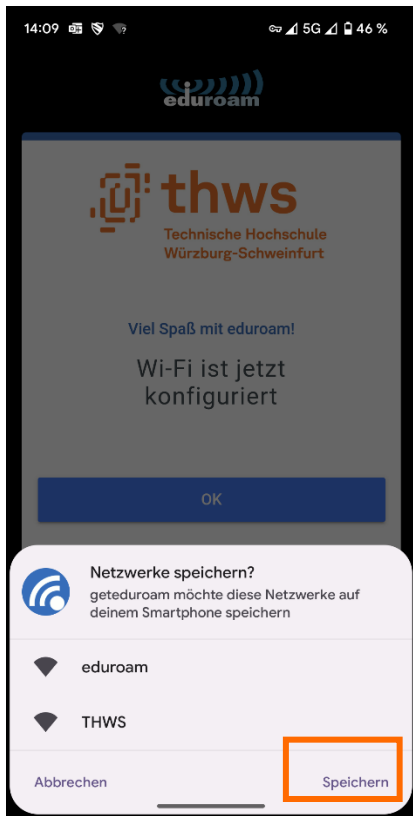 14:09 5G 46 %
eduroam
thws
Technische Hochschule
Würzburg-Schweinfurt
Viel Spaß mit eduroam!
Wi-Fi ist jetzt
konfiguriert
OK
Netzwerke speichern?
geteduroam möchte diese Netzwerke auf
deinem Smartphone speichern
eduroam
THWS
Abbrechen Speichern